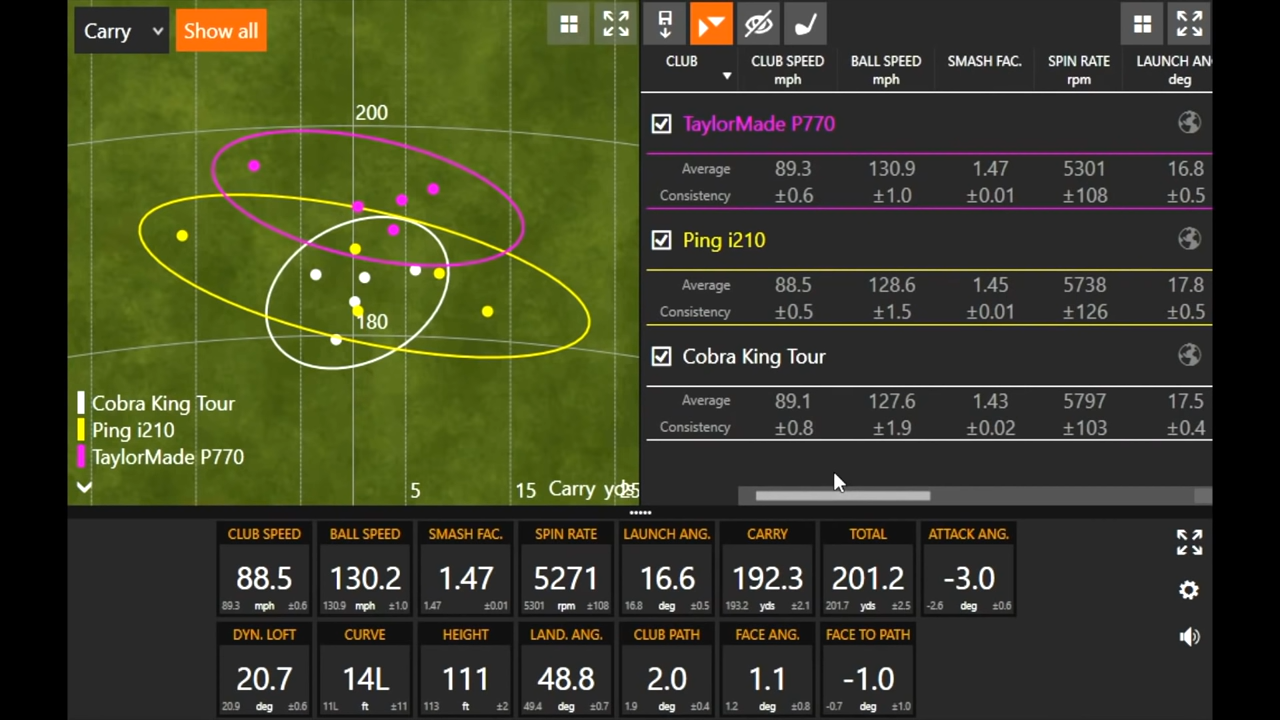 Carry
Show all
200
180
Cobra King Tour
Ping i210
TaylorMade P770
5
15
Carry yds
25
CLUB
CLUB SPEED mph
BALL SPEED mph
SMASH FAC.
SPIN RATE rpm
LAUNCH AN deg
TaylorMade P770
Average 89.3 130.9 1.47 5301 16.8
Consistency ±0.6 ±1.0 ±0.01 ±108 ±0.5
Ping i210
Average 88.5 128.6 1.45 5738 17.8
Consistency ±0.5 ±1.5 ±0.01 ±126 ±0.5
Cobra King Tour
Average 89.1 127.6 1.43 5797 17.5
Consistency ±0.8 ±1.9 ±0.02 ±103 ±0.4
CLUB SPEED BALL SPEED SMASH FAC. SPIN RATE LAUNCH ANG. CARRY TOTAL ATTACK ANG.
88.5 130.2 1.47 5271 16.6 192.3 201.2 -3.0
89.3 mph ±0.6 130.9 mph ±1.0 1.47 ±0.01 5301 rpm ±108 16.8 deg ±0.5 193.2 yds ±2.1 201.7 yds ±2.5 -2.6 deg ±0.6
DYN. LOFT CURVE HEIGHT LAND. ANG. CLUB PATH FACE ANG. FACE TO PATH
20.7 14L 111 48.8 2.0 1.1 -1.0
20.9 deg ±0.6 11L ft ±11 113 ft ±2 49.4 deg ±0.7 1.9 deg ±0.4 1.2 deg ±0.8 -0.7 deg ±1.0